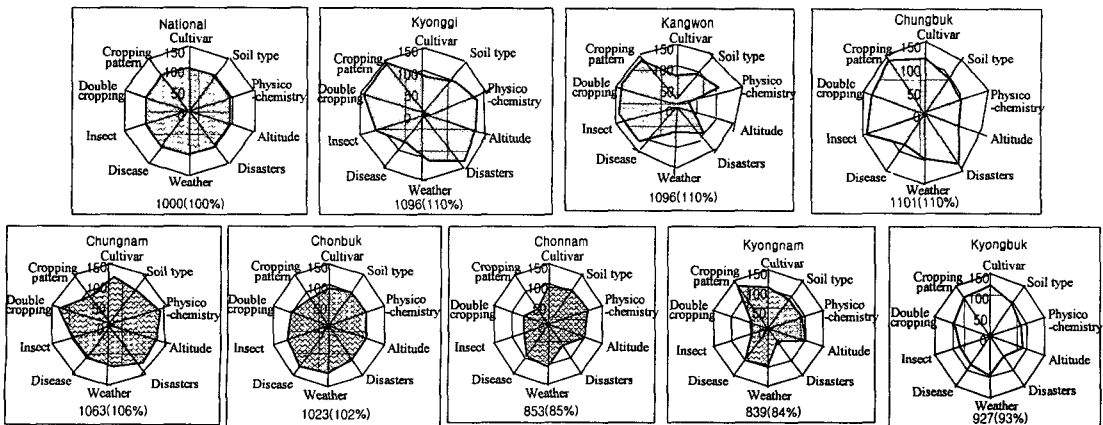 National
Cultivar
Cropping pattern
150
Soil type
100
Double cropping
50
Physico -chemistry
0
Insect
Altitude
Disease
Disasters
Weather
1000(100%)
Kyonggi
Cultivar
Cropping pattern
150
Soil type
100
Double cropping
50
Physico -chemistry
0
Insect
Altitude
Disease
Disasters
Weather
1096(110%)
Kangwon
Cultivar
Cropping pattern
150
Soil type
100
Double cropping
50
Physico -chemistry
0
Insect
Altitude
Disease
Disasters
Weather
1096(110%)
Chungbuk
Cultivar
Cropping pattern
150
Soil type
100
Double cropping
50
Physico -chemistry
0
Insect
Altitude
Disease
Disasters
Weather
1101(110%)
Chungnam
Cultivar
Cropping pattern
150
Soil type
100
Double cropping
50
Physico -chemistry
Insect
Altitude
Disease
Disasters
Weather
1063(106%)
Chonbuk
Cultivar
Cropping pattern
150
Soil type
100
Double cropping
50
Physico -chemistry
Insect
Altitude
Disease
Disasters
Weather
1023(102%)
Chonnam
Cultivar
Cropping pattern
150
Soil type
100
Double cropping
50
Physico -chemistry
Insect
Altitude
Disease
Disasters
Weather
853(85%)
Kyongnam
Cultivar
Cropping pattern
150
Soil type
100
Double cropping
50
Physico -chemistry
Insect
Altitude
Disease
Disasters
Weather
839(84%)
Kyongbuk
Cultivar
Cropping pattern
150
Soil type
100
Double cropping
50
Physico -chemistry
0
Insect
Altitude
Disease
Disasters
Weather
927(93%)